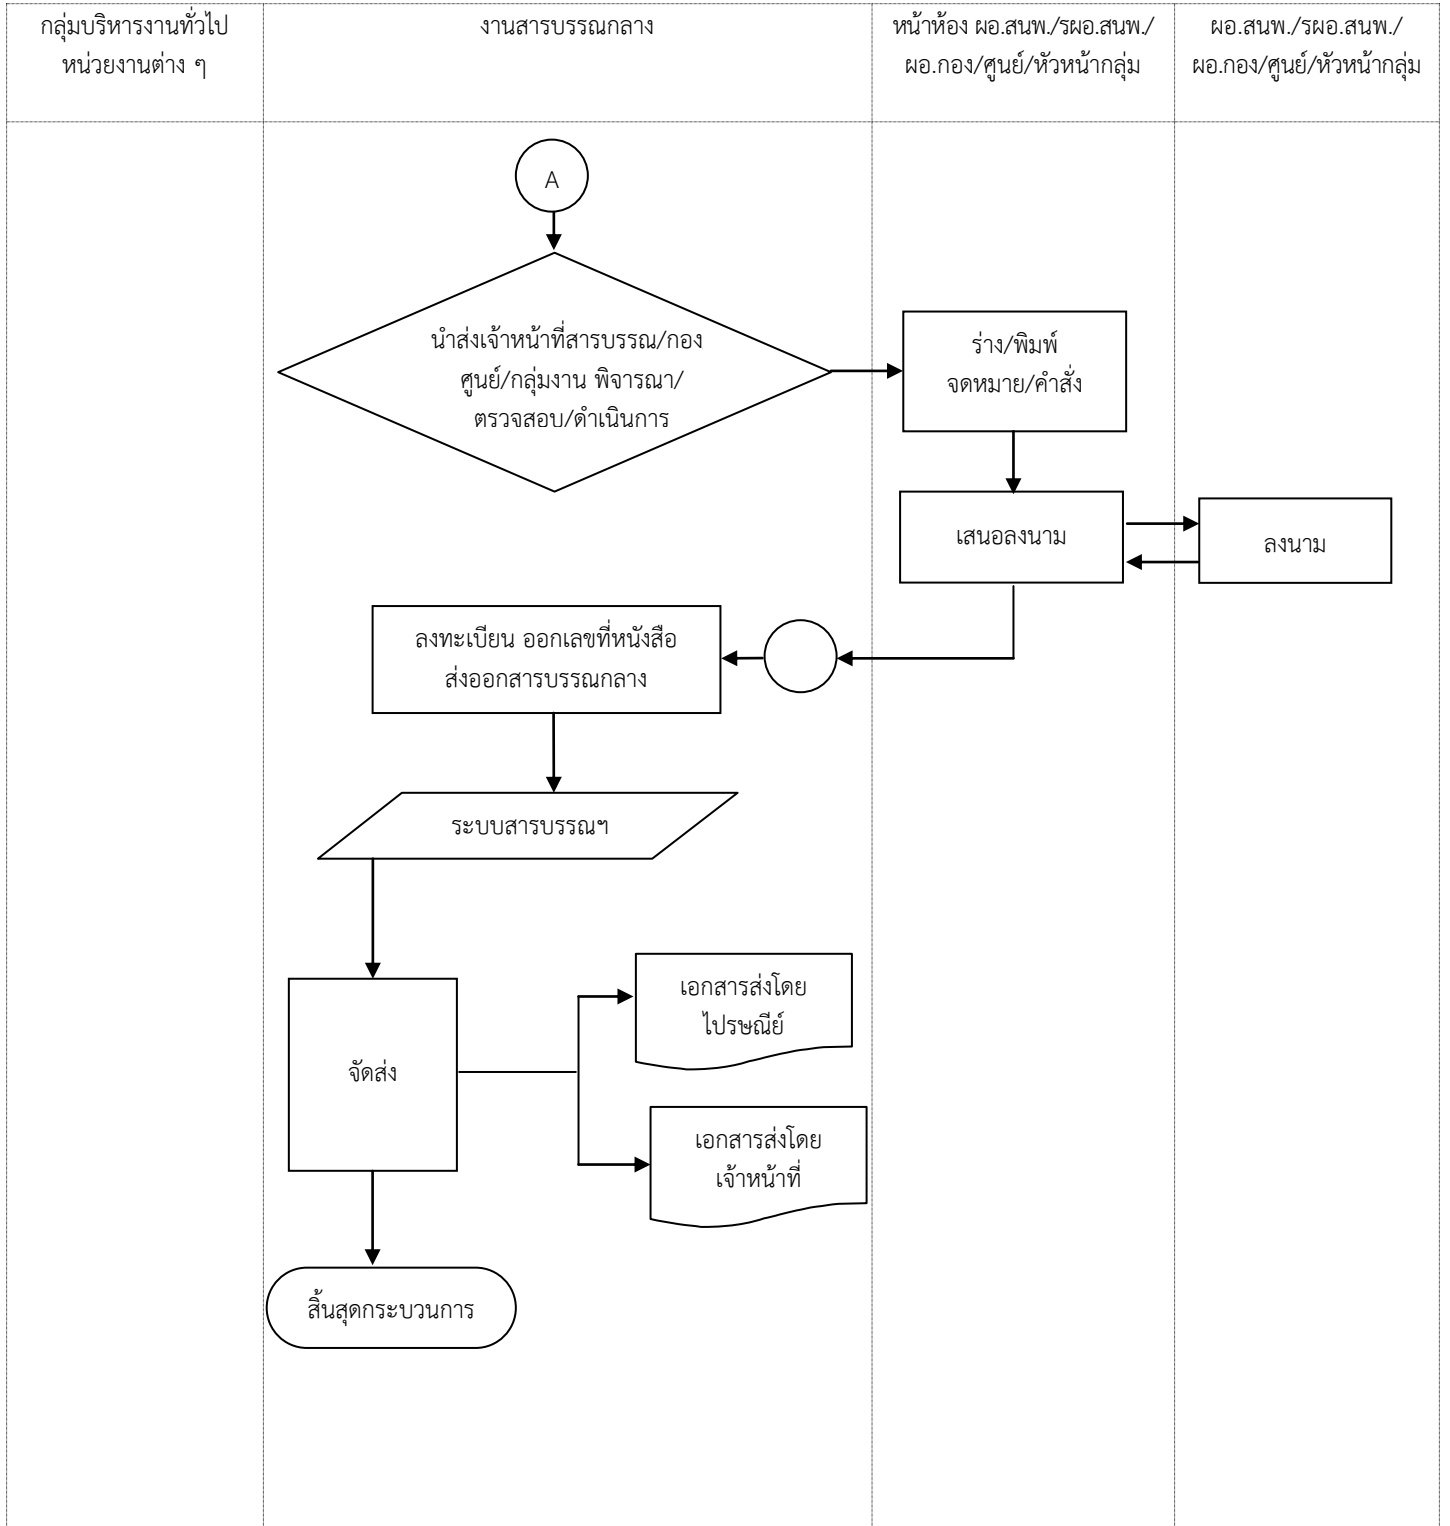 กลุ่มบริหารงานทั่วไป
หน่วยงานต่าง ๆ
งานสารบรรณกลาง
หน้าห้อง ผอ.สนพ./รผอ.สนพ./
ผอ.กอง/ศูนย์/หัวหน้ากลุ่ม
ผอ.สนพ./รผอ.สนพ./
ผอ.กอง/ศูนย์/หัวหน้ากลุ่ม
A
นำส่งเจ้าหน้าที่สารบรรณ/กอง
ศูนย์/กลุ่มงาน พิจารณา/
ตรวจสอบ/ดำเนินการ
ร่าง/พิมพ์
จดหมาย/คำสั่ง
เสนอลงนาม
ลงนาม
ลงทะเบียน ออกเลขที่หนังสือ
ส่งออกสารบรรณกลาง
ระบบสารบรรณฯ
จัดส่ง
เอกสารส่งโดย
ไปรษณีย์
เอกสารส่งโดย
เจ้าหน้าที่
สิ้นสุดกระบวนการ